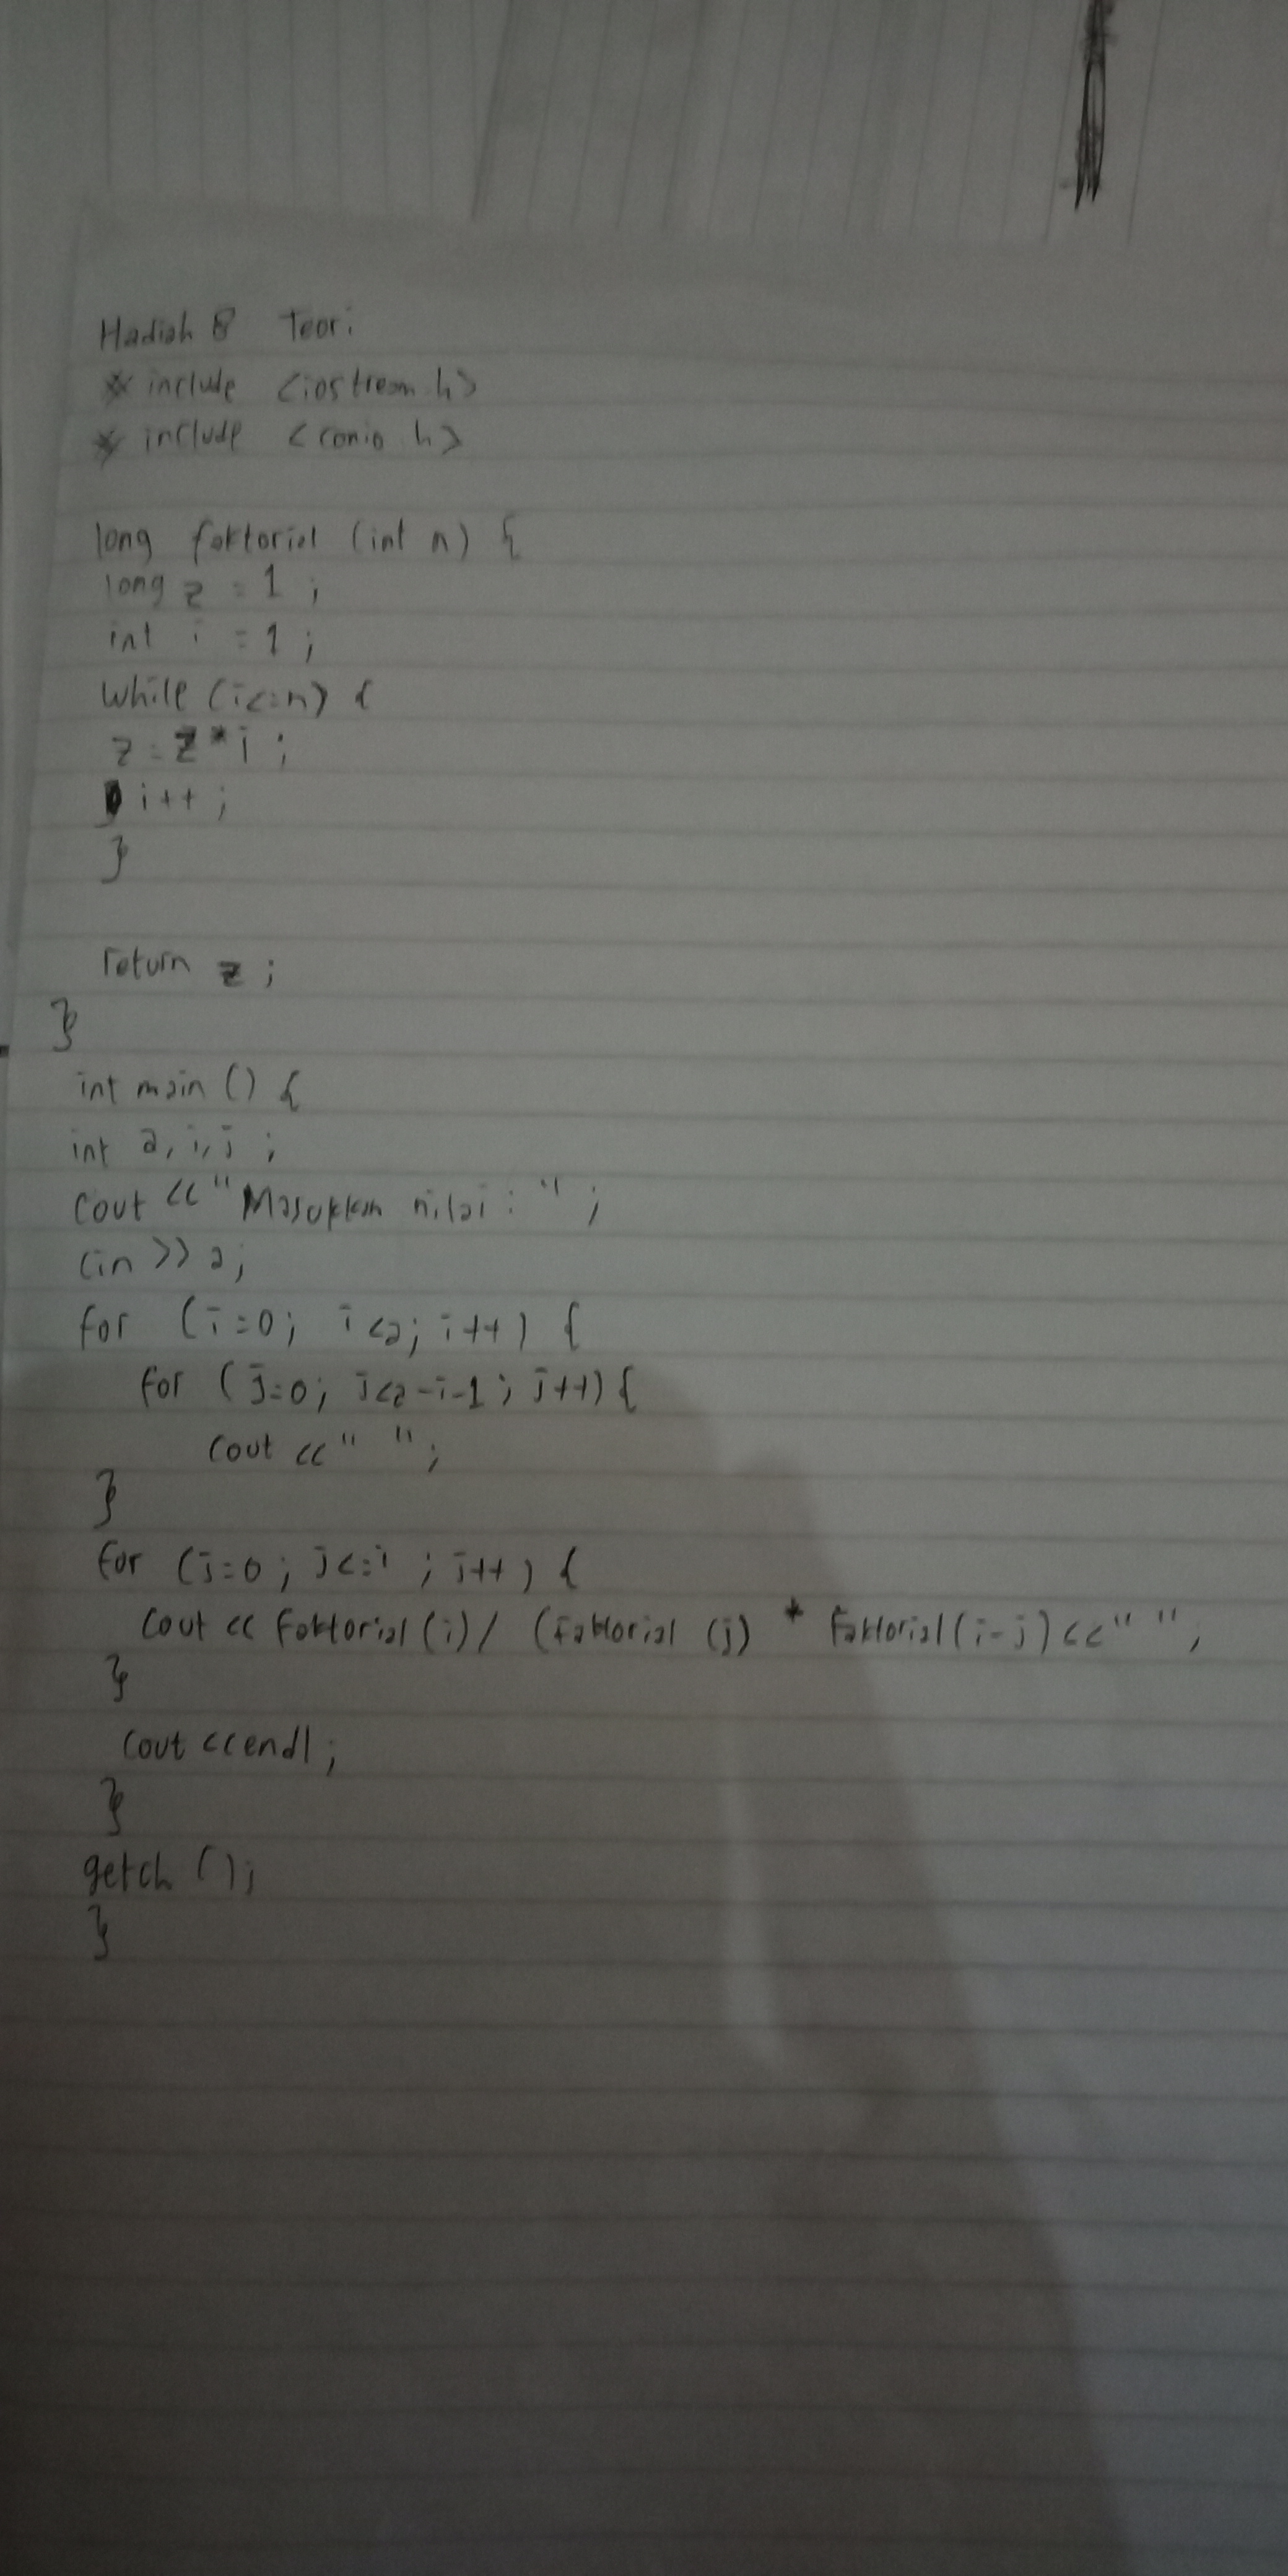 Hadiah 8 Teori
* include <iostream.h>
* include <conio h>
long faktorial (int n) {
long z = 1 ;
int i = 1 ;
while (i<=n) {
z = z * i ;
i++ ;
}
return z ;
}
int main () {
int a, i, j ;
Cout << "Masukkan nilai : " ;
Cin >> a;
for (i=0; i<a; i++) {
for (j=0; j<a-i-1; j++) {
Cout << " ";
}
for (j=0 ; j<=i ; j++) {
Cout << faktorial (i) / (faktorial (j) * faktorial (i-j) << " ";
}
Cout << endl ;
}
getch () ;
}